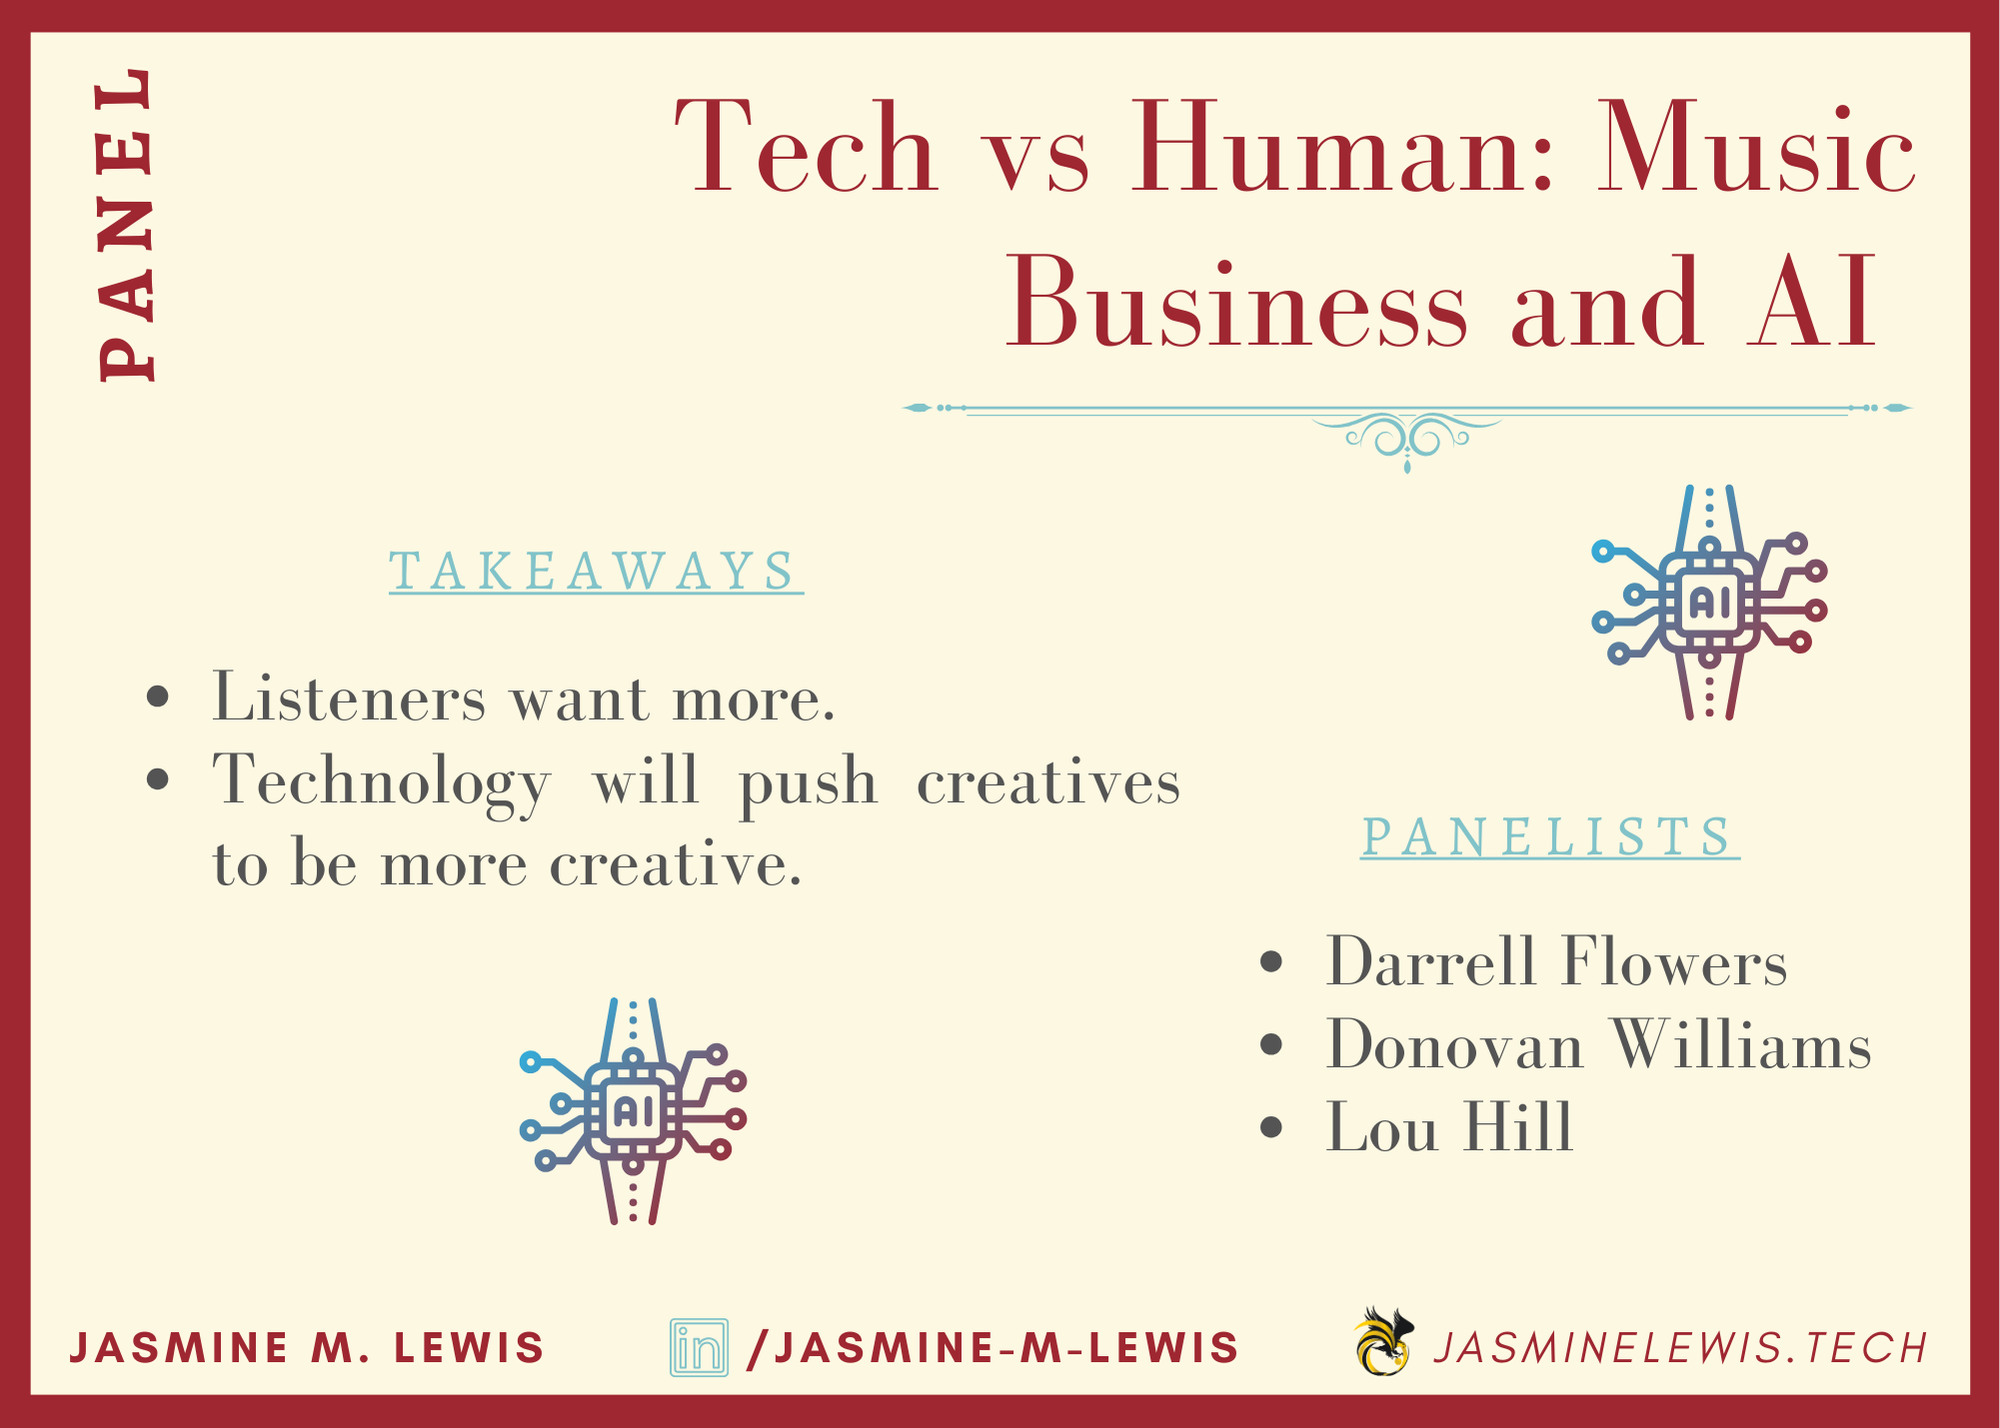 PANEL
Tech vs Human: Music
Business and AI
TAKEAWAYS
• Listeners want more.
• Technology will push creatives
to be more creative.
AI
PANELISTS
• Darrell Flowers
• Donovan Williams
• Lou Hill
AI
JASMINE M. LEWIS
in /JASMINE-M-LEWIS
JASMINELEWIS.TECH